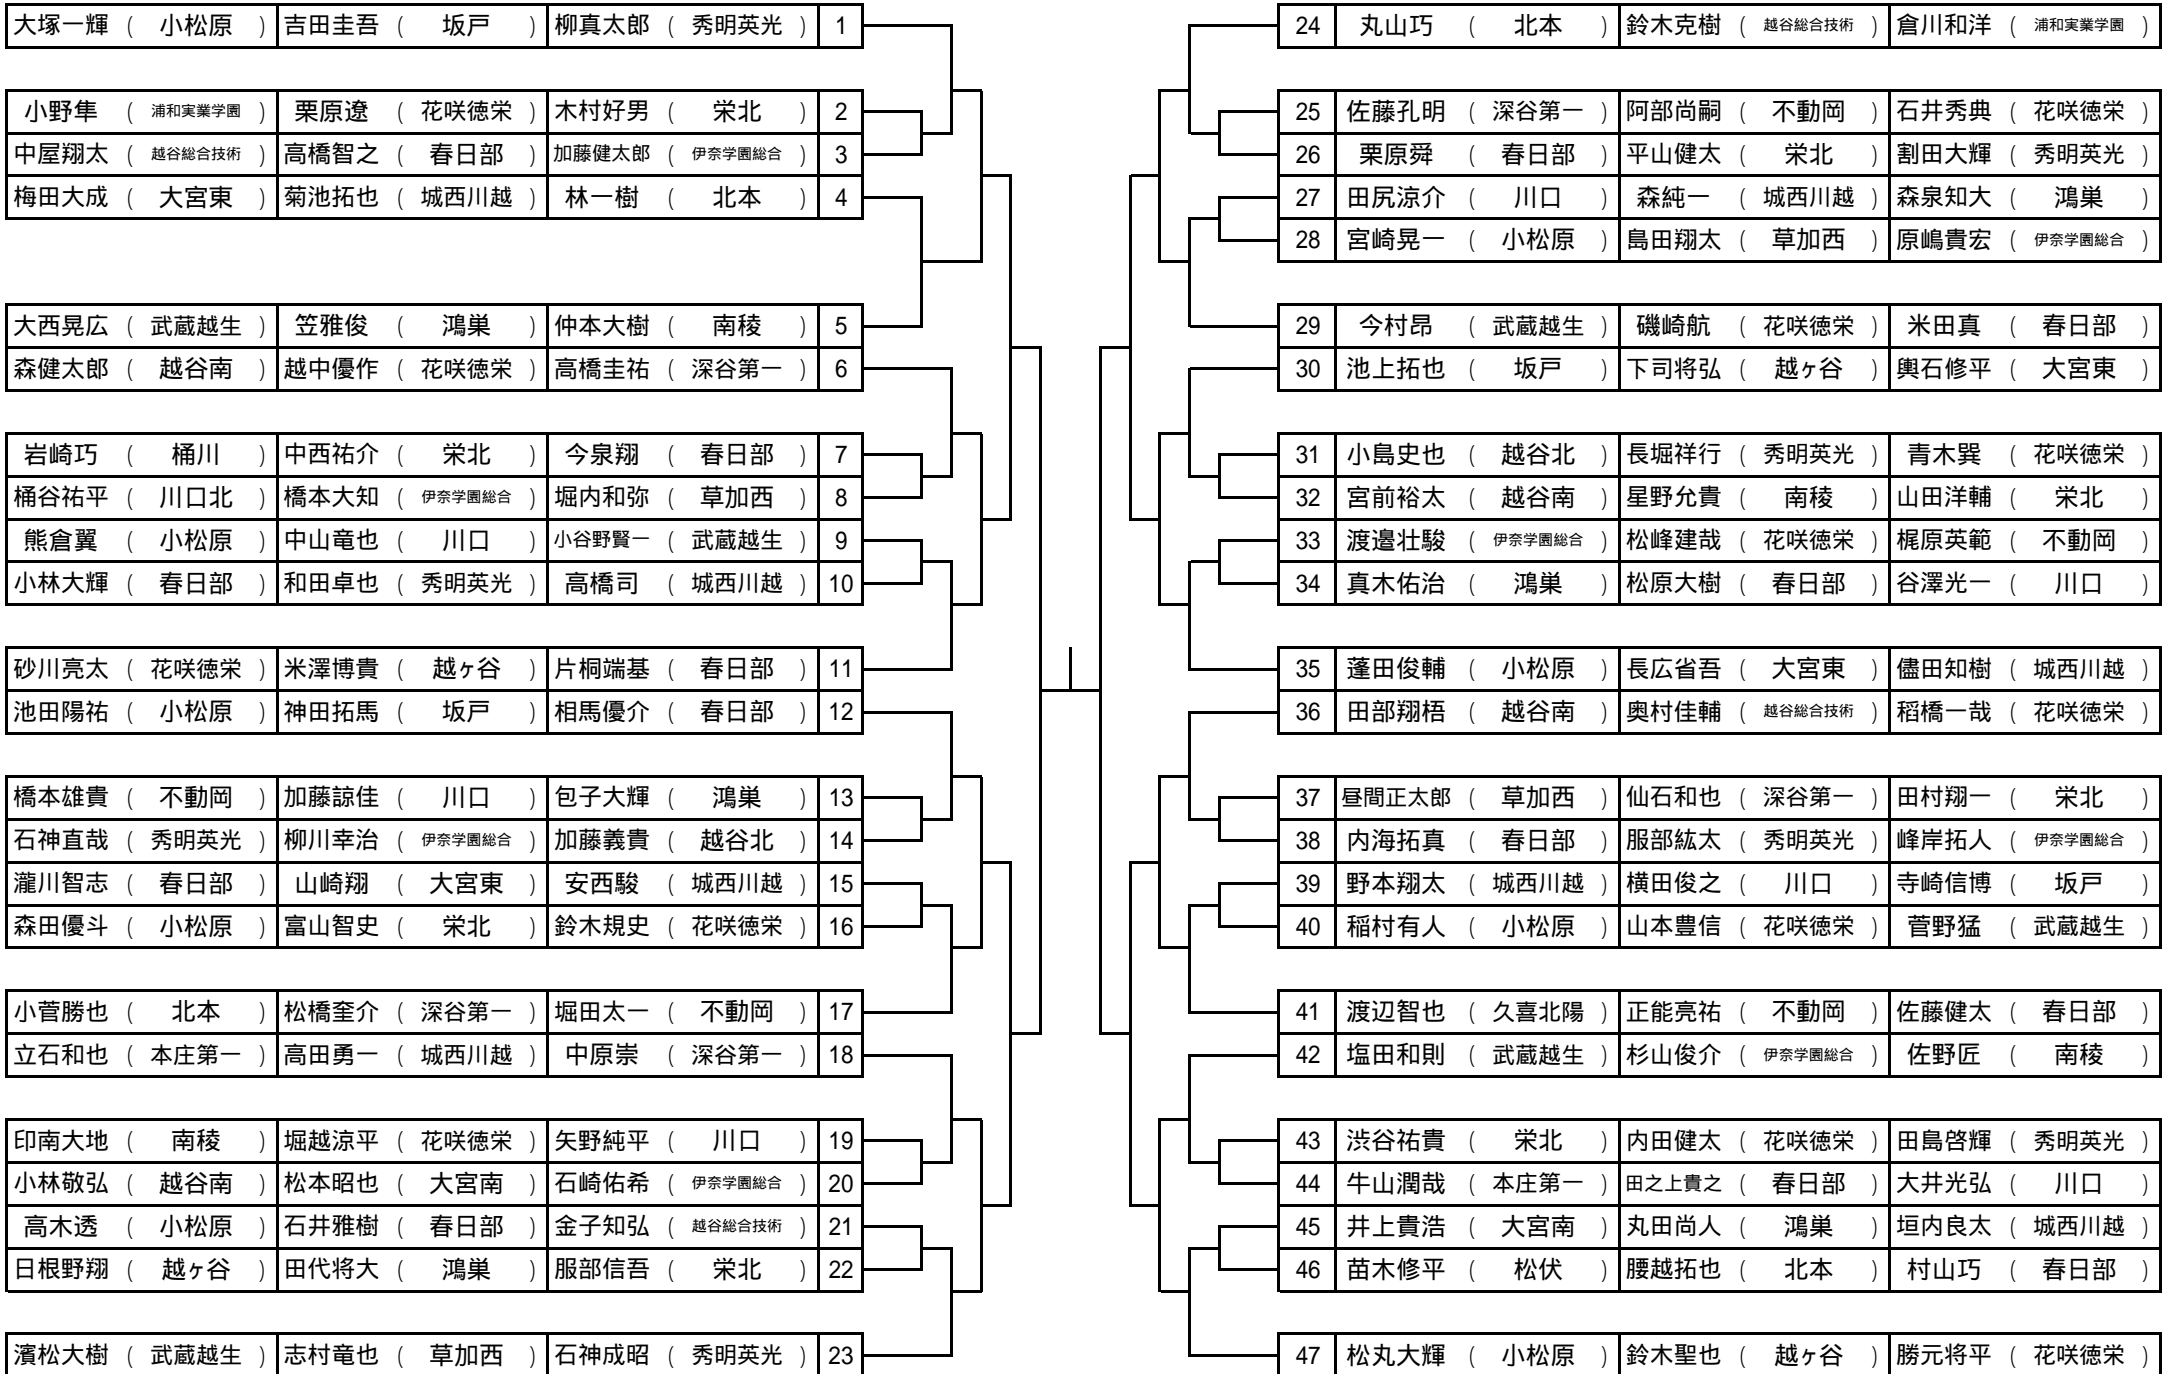 大塚一輝 ( 小松原 ) 吉田圭吾 ( 坂戸 ) 柳真太郎 ( 秀明英光 ) 1
小野隼 ( 浦和実業学園 ) 栗原遼 ( 花咲徳栄 ) 木村好男 ( 栄北 ) 2
中屋翔太 ( 越谷総合技術 ) 高橋智之 ( 春日部 ) 加藤健太郎 ( 伊奈学園総合 ) 3
梅田大成 ( 大宮東 ) 菊池拓也 ( 城西川越 ) 林一樹 ( 北本 ) 4
大西晃広 ( 武蔵越生 ) 笠雅俊 ( 鴻巣 ) 仲本大樹 ( 南稜 ) 5
森健太郎 ( 越谷南 ) 越中優作 ( 花咲徳栄 ) 高橋圭祐 ( 深谷第一 ) 6
岩崎巧 ( 桶川 ) 中西祐介 ( 栄北 ) 今泉翔 ( 春日部 ) 7
桶谷祐平 ( 川口北 ) 橋本大知 ( 伊奈学園総合 ) 堀内和弥 ( 草加西 ) 8
熊倉翼 ( 小松原 ) 中山竜也 ( 川口 ) 小谷野賢一 ( 武蔵越生 ) 9
小林大輝 ( 春日部 ) 和田卓也 ( 秀明英光 ) 高橋司 ( 城西川越 ) 10
砂川亮太 ( 花咲徳栄 ) 米澤博貴 ( 越ヶ谷 ) 片桐端基 ( 春日部 ) 11
池田陽祐 ( 小松原 ) 神田拓馬 ( 坂戸 ) 相馬優介 ( 春日部 ) 12
橋本雄貴 ( 不動岡 ) 加藤諒佳 ( 川口 ) 包子大輝 ( 鴻巣 ) 13
石神直哉 ( 秀明英光 ) 柳川幸治 ( 伊奈学園総合 ) 加藤義貴 ( 越谷北 ) 14
瀧川智志 ( 春日部 ) 山崎翔 ( 大宮東 ) 安西駿 ( 城西川越 ) 15
森田優斗 ( 小松原 ) 富山智史 ( 栄北 ) 鈴木規史 ( 花咲徳栄 ) 16
小菅勝也 ( 北本 ) 松橋奎介 ( 深谷第一 ) 堀田太一 ( 不動岡 ) 17
立石和也 ( 本庄第一 ) 高田勇一 ( 城西川越 ) 中原崇 ( 深谷第一 ) 18
印南大地 ( 南稜 ) 堀越涼平 ( 花咲徳栄 ) 矢野純平 ( 川口 ) 19
小林敬弘 ( 越谷南 ) 松本昭也 ( 大宮南 ) 石崎佑希 ( 伊奈学園総合 ) 20
高木透 ( 小松原 ) 石井雅樹 ( 春日部 ) 金子知弘 ( 越谷総合技術 ) 21
日根野翔 ( 越ヶ谷 ) 田代将大 ( 鴻巣 ) 服部信吾 ( 栄北 ) 22
濱松大樹 ( 武蔵越生 ) 志村竜也 ( 草加西 ) 石神成昭 ( 秀明英光 ) 23
24 丸山巧 ( 北本 ) 鈴木克樹 ( 越谷総合技術 ) 倉川和洋 ( 浦和実業学園 )
25 佐藤孔明 ( 深谷第一 ) 阿部尚嗣 ( 不動岡 ) 石井秀典 ( 花咲徳栄 )
26 栗原舜 ( 春日部 ) 平山健太 ( 栄北 ) 割田大輝 ( 秀明英光 )
27 田尻涼介 ( 川口 ) 森純一 ( 城西川越 ) 森泉知大 ( 鴻巣 )
28 宮崎晃一 ( 小松原 ) 島田翔太 ( 草加西 ) 原嶋貴宏 ( 伊奈学園総合 )
29 今村昂 ( 武蔵越生 ) 磯崎航 ( 花咲徳栄 ) 米田真 ( 春日部 )
30 池上拓也 ( 坂戸 ) 下司将弘 ( 越ヶ谷 ) 輿石修平 ( 大宮東 )
31 小島史也 ( 越谷北 ) 長堀祥行 ( 秀明英光 ) 青木巽 ( 花咲徳栄 )
32 宮前裕太 ( 越谷南 ) 星野允貴 ( 南稜 ) 山田洋輔 ( 栄北 )
33 渡邉壮駿 ( 伊奈学園総合 ) 松峰建哉 ( 花咲徳栄 ) 梶原英範 ( 不動岡 )
34 真木佑治 ( 鴻巣 ) 松原大樹 ( 春日部 ) 谷澤光一 ( 川口 )
35 蓬田俊輔 ( 小松原 ) 長広省吾 ( 大宮東 ) 儘田知樹 ( 城西川越 )
36 田部翔梧 ( 越谷南 ) 奥村佳輔 ( 越谷総合技術 ) 稻橋一哉 ( 花咲徳栄 )
37 昼間正太郎 ( 草加西 ) 仙石和也 ( 深谷第一 ) 田村翔一 ( 栄北 )
38 内海拓真 ( 春日部 ) 服部紘太 ( 秀明英光 ) 峰岸拓人 ( 伊奈学園総合 )
39 野本翔太 ( 城西川越 ) 横田俊之 ( 川口 ) 寺崎信博 ( 坂戸 )
40 稲村有人 ( 小松原 ) 山本豊信 ( 花咲徳栄 ) 菅野猛 ( 武蔵越生 )
41 渡辺智也 ( 久喜北陽 ) 正能亮祐 ( 不動岡 ) 佐藤健太 ( 春日部 )
42 塩田和則 ( 武蔵越生 ) 杉山俊介 ( 伊奈学園総合 ) 佐野匠 ( 南稜 )
43 渋谷祐貴 ( 栄北 ) 内田健太 ( 花咲徳栄 ) 田島啓輝 ( 秀明英光 )
44 牛山潤哉 ( 本庄第一 ) 田之上貴之 ( 春日部 ) 大井光弘 ( 川口 )
45 井上貴浩 ( 大宮南 ) 丸田尚人 ( 鴻巣 ) 垣内良太 ( 城西川越 )
46 苗木修平 ( 松伏 ) 腰越拓也 ( 北本 ) 村山巧 ( 春日部 )
47 松丸大輝 ( 小松原 ) 鈴木聖也 ( 越ヶ谷 ) 勝元将平 ( 花咲徳栄 )